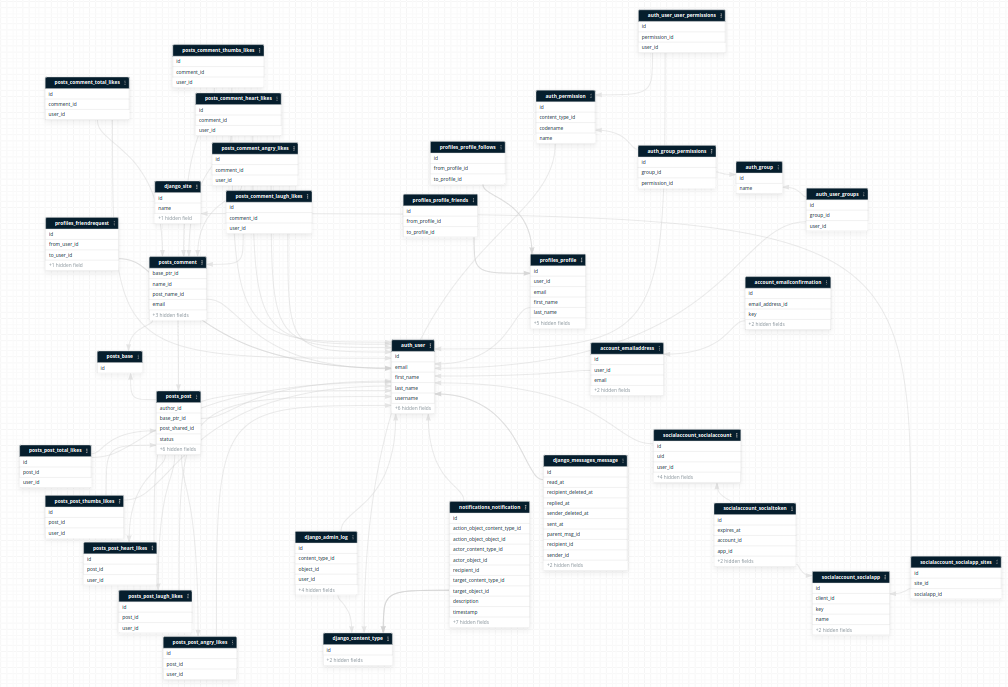 auth_user_user_permissions
id
permission_id
user_id
posts_comment_thumbs_likes
id
comment_id
user_id
posts_comment_total_likes
id
comment_id
user_id
posts_comment_heart_likes
id
comment_id
user_id
auth_permission
id
content_type_id
codename
name
posts_comment_angry_likes
id
comment_id
user_id
profiles_profile_follows
id
from_profile_id
to_profile_id
auth_group_permissions
id
group_id
permission_id
auth_group
id
name
django_site
id
name
+1 hidden field
posts_comment_laugh_likes
id
comment_id
user_id
profiles_profile_friends
id
from_profile_id
to_profile_id
auth_user_groups
id
group_id
user_id
profiles_friendrequest
id
from_user_id
to_user_id
+1 hidden field
posts_comment
base_ptr_id
name_id
post_name_id
email
+3 hidden fields
profiles_profile
id
user_id
email
first_name
last_name
+5 hidden fields
account_emailconfirmation
id
email_address_id
key
+2 hidden fields
auth_user
id
email
first_name
last_name
username
+6 hidden fields
account_emailaddress
id
user_id
email
+2 hidden fields
posts_base
id
posts_post
author_id
base_ptr_id
post_shared_id
status
+6 hidden fields
socialaccount_socialaccount
id
uid
user_id
+4 hidden fields
posts_post_total_likes
id
post_id
user_id
django_messages_message
id
read_at
recipient_deleted_at
replied_at
sender_deleted_at
sent_at
parent_msg_id
recipient_id
sender_id
+2 hidden fields
posts_post_thumbs_likes
id
post_id
user_id
notifications_notification
id
action_object_content_type_id
action_object_object_id
actor_content_type_id
actor_object_id
recipient_id
target_content_type_id
target_object_id
description
timestamp
+7 hidden fields
socialaccount_socialtoken
id
expires_at
account_id
app_id
+2 hidden fields
django_admin_log
id
content_type_id
object_id
user_id
+4 hidden fields
posts_post_heart_likes
id
post_id
user_id
socialaccount_socialapp
id
client_id
key
name
+2 hidden fields
socialaccount_socialapp_sites
id
site_id
socialapp_id
posts_post_laugh_likes
id
post_id
user_id
django_content_type
id
+2 hidden fields
posts_post_angry_likes
id
post_id
user_id